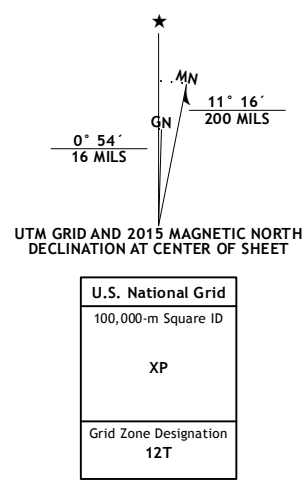 ★
MN
GN
11° 16´
200 MILS
0° 54´
16 MILS
UTM GRID AND 2015 MAGNETIC NORTH
DECLINATION AT CENTER OF SHEET
U.S. National Grid
100,000-m Square ID
XP
Grid Zone Designation
12T